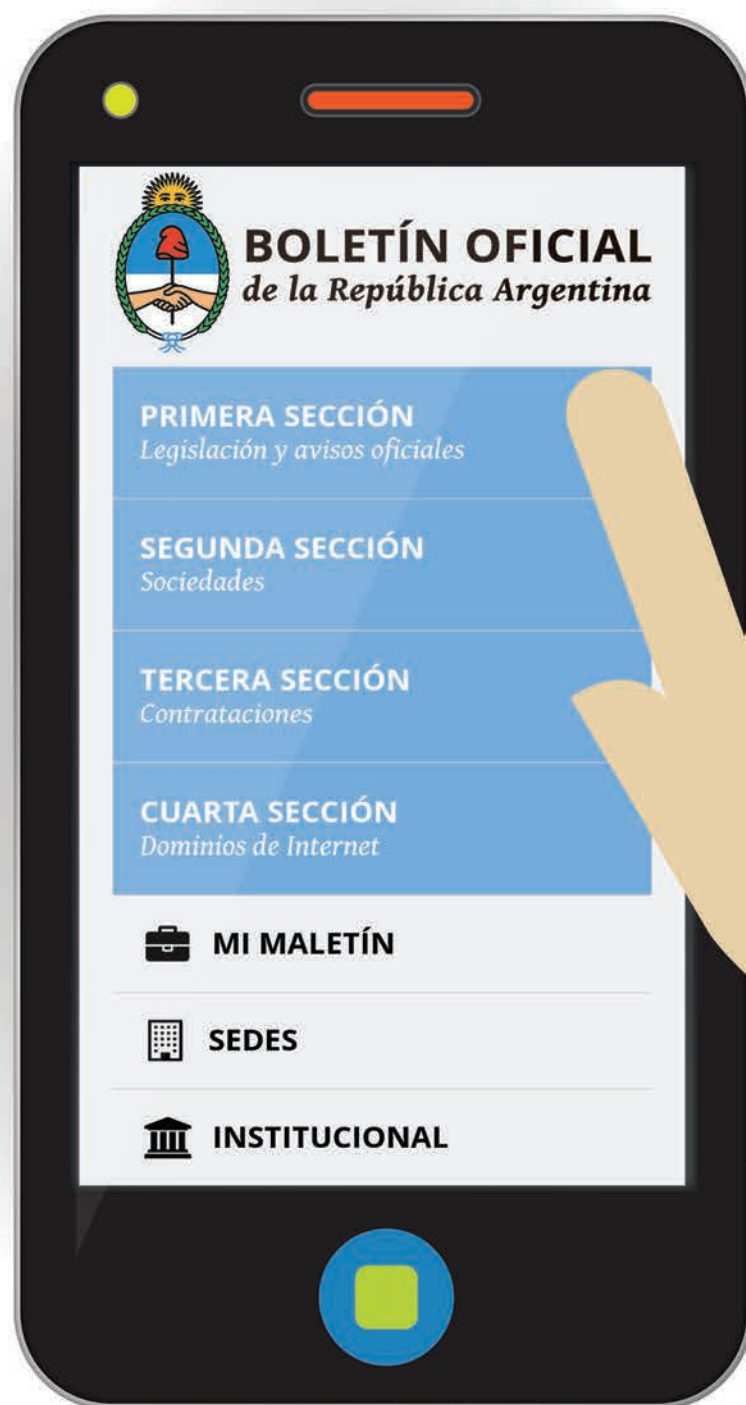 BOLETÍN OFICIAL
de la República Argentina
PRIMERA SECCIÓN
Legislación y avisos oficiales
SEGUNDA SECCIÓN
Sociedades
TERCERA SECCIÓN
Contrataciones
CUARTA SECCIÓN
Dominios de Internet
MI MALETÍN
SEDES
INSTITUCIONAL